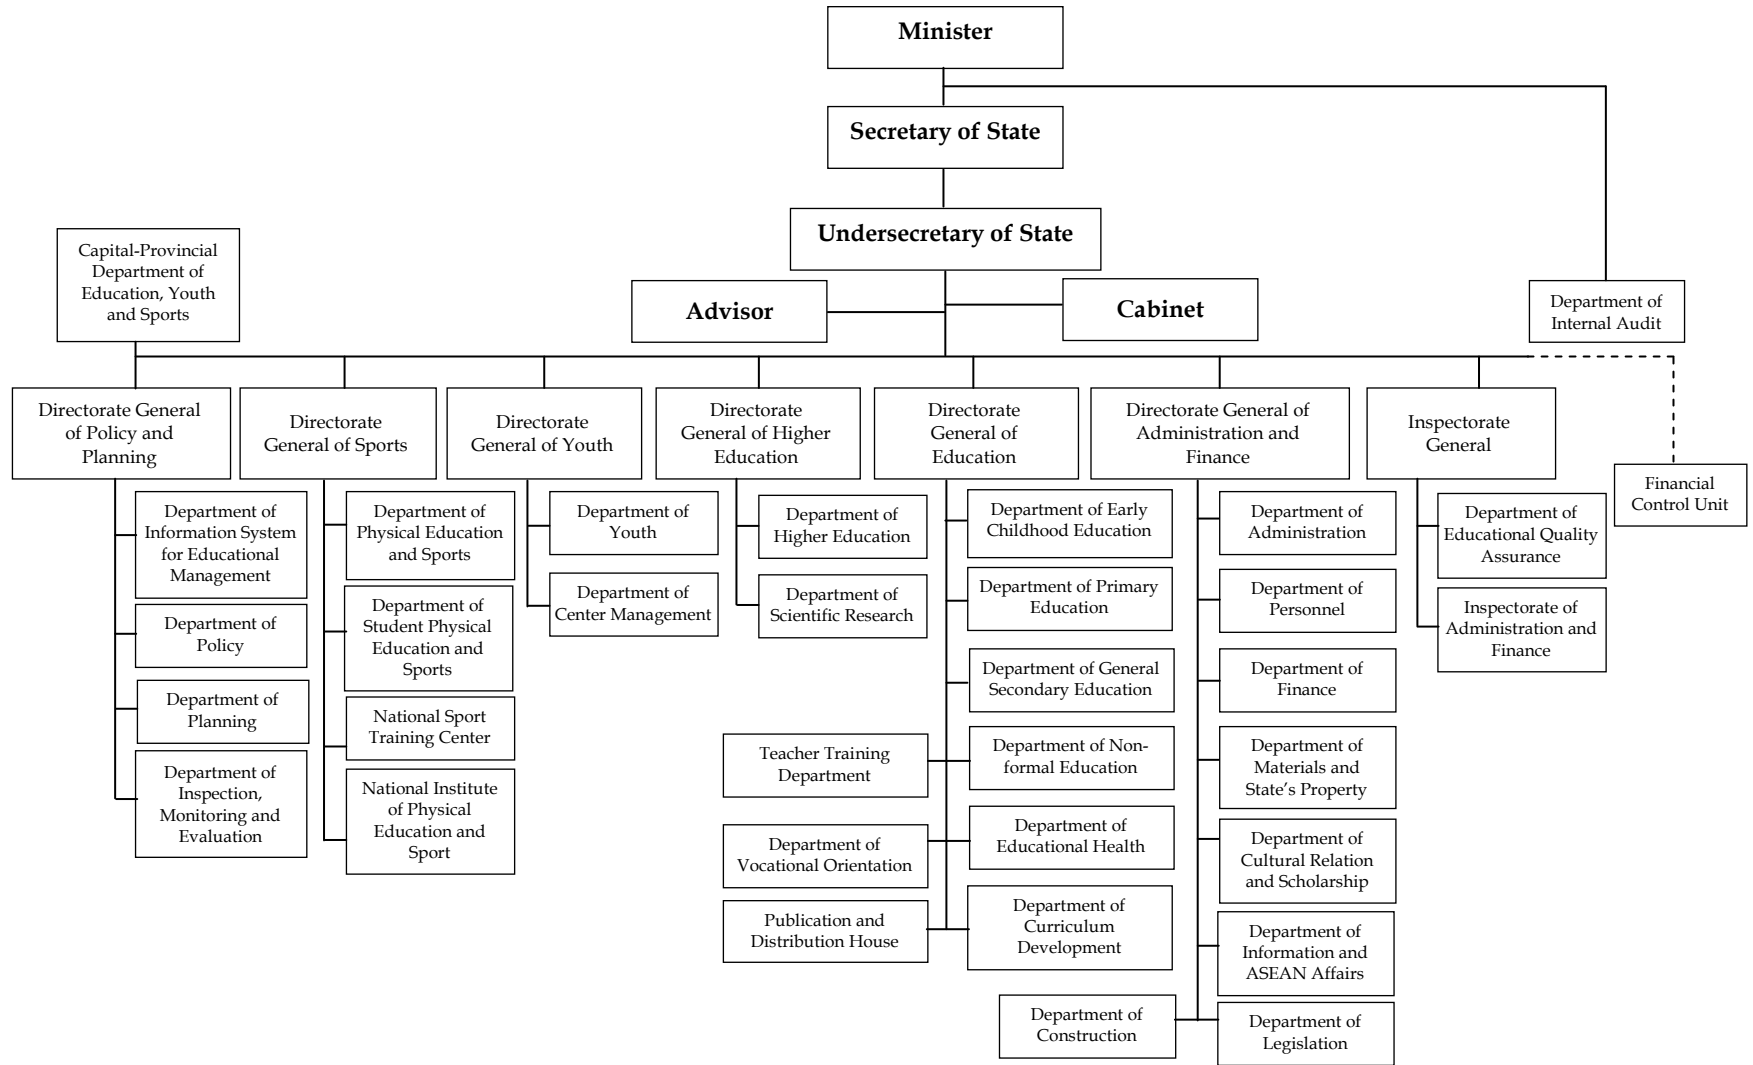 Minister
Secretary of State
Undersecretary of State
Capital-Provincial
Department of
Education, Youth
and Sports
Advisor
Cabinet
Department of
Internal Audit
Directorate General
of Policy and
Planning
Directorate
General of Sports
Directorate
General of Youth
Directorate
General of Higher
Education
Directorate
General of
Education
Directorate General of
Administration and
Finance
Inspectorate
General
Financial
Control Unit
Department of
Information System
for Educational
Management
Department of
Policy
Department of
Planning
Department of
Inspection,
Monitoring and
Evaluation
Department of
Physical Education
and Sports
Department of
Student Physical
Education and
Sports
National Sport
Training Center
National Institute
of Physical
Education and
Sport
Department of
Youth
Department of
Center Management
Department of
Higher Education
Department of
Scientific Research
Department of Early
Childhood Education
Department of Primary
Education
Department of General
Secondary Education
Teacher Training
Department
Department of Non-
formal Education
Department of
Vocational Orientation
Department of
Educational Health
Publication and
Distribution House
Department of
Curriculum
Development
Department of
Administration
Department of
Personnel
Department of
Finance
Department of
Materials and
State's Property
Department of
Cultural Relation
and Scholarship
Department of
Information and
ASEAN Affairs
Department of
Construction
Department of
Legislation
Department of
Educational Quality
Assurance
Inspectorate of
Administration and
Finance